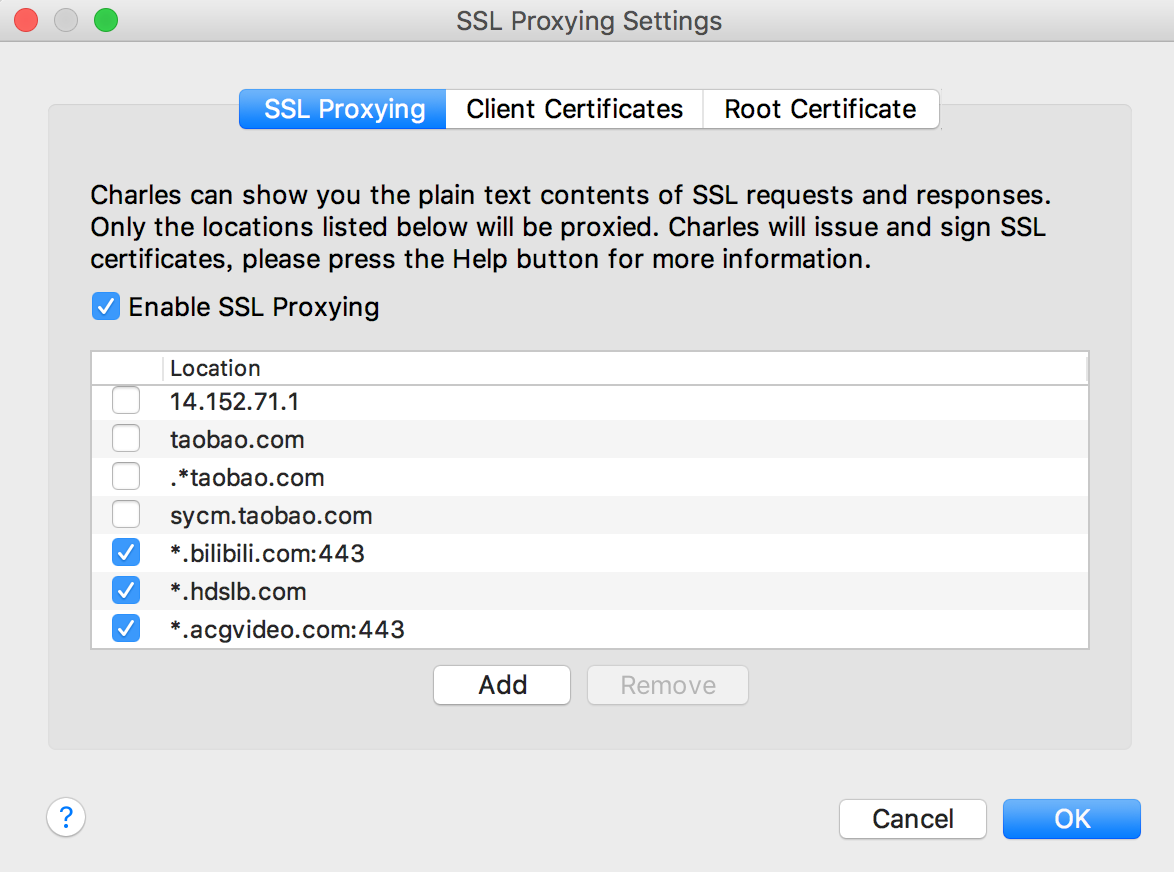 SSL Proxying Settings
SSL Proxying
Client Certificates
Root Certificate
Charles can show you the plain text contents of SSL requests and responses.
Only the locations listed below will be proxied. Charles will issue and sign SSL
certificates, please press the Help button for more information.
Enable SSL Proxying
Location
14.152.71.1
taobao.com
.*taobao.com
sycm.taobao.com
*.bilibili.com:443
*.hdslb.com
*.acgvideo.com:443
Add
Remove
?
Cancel
OK